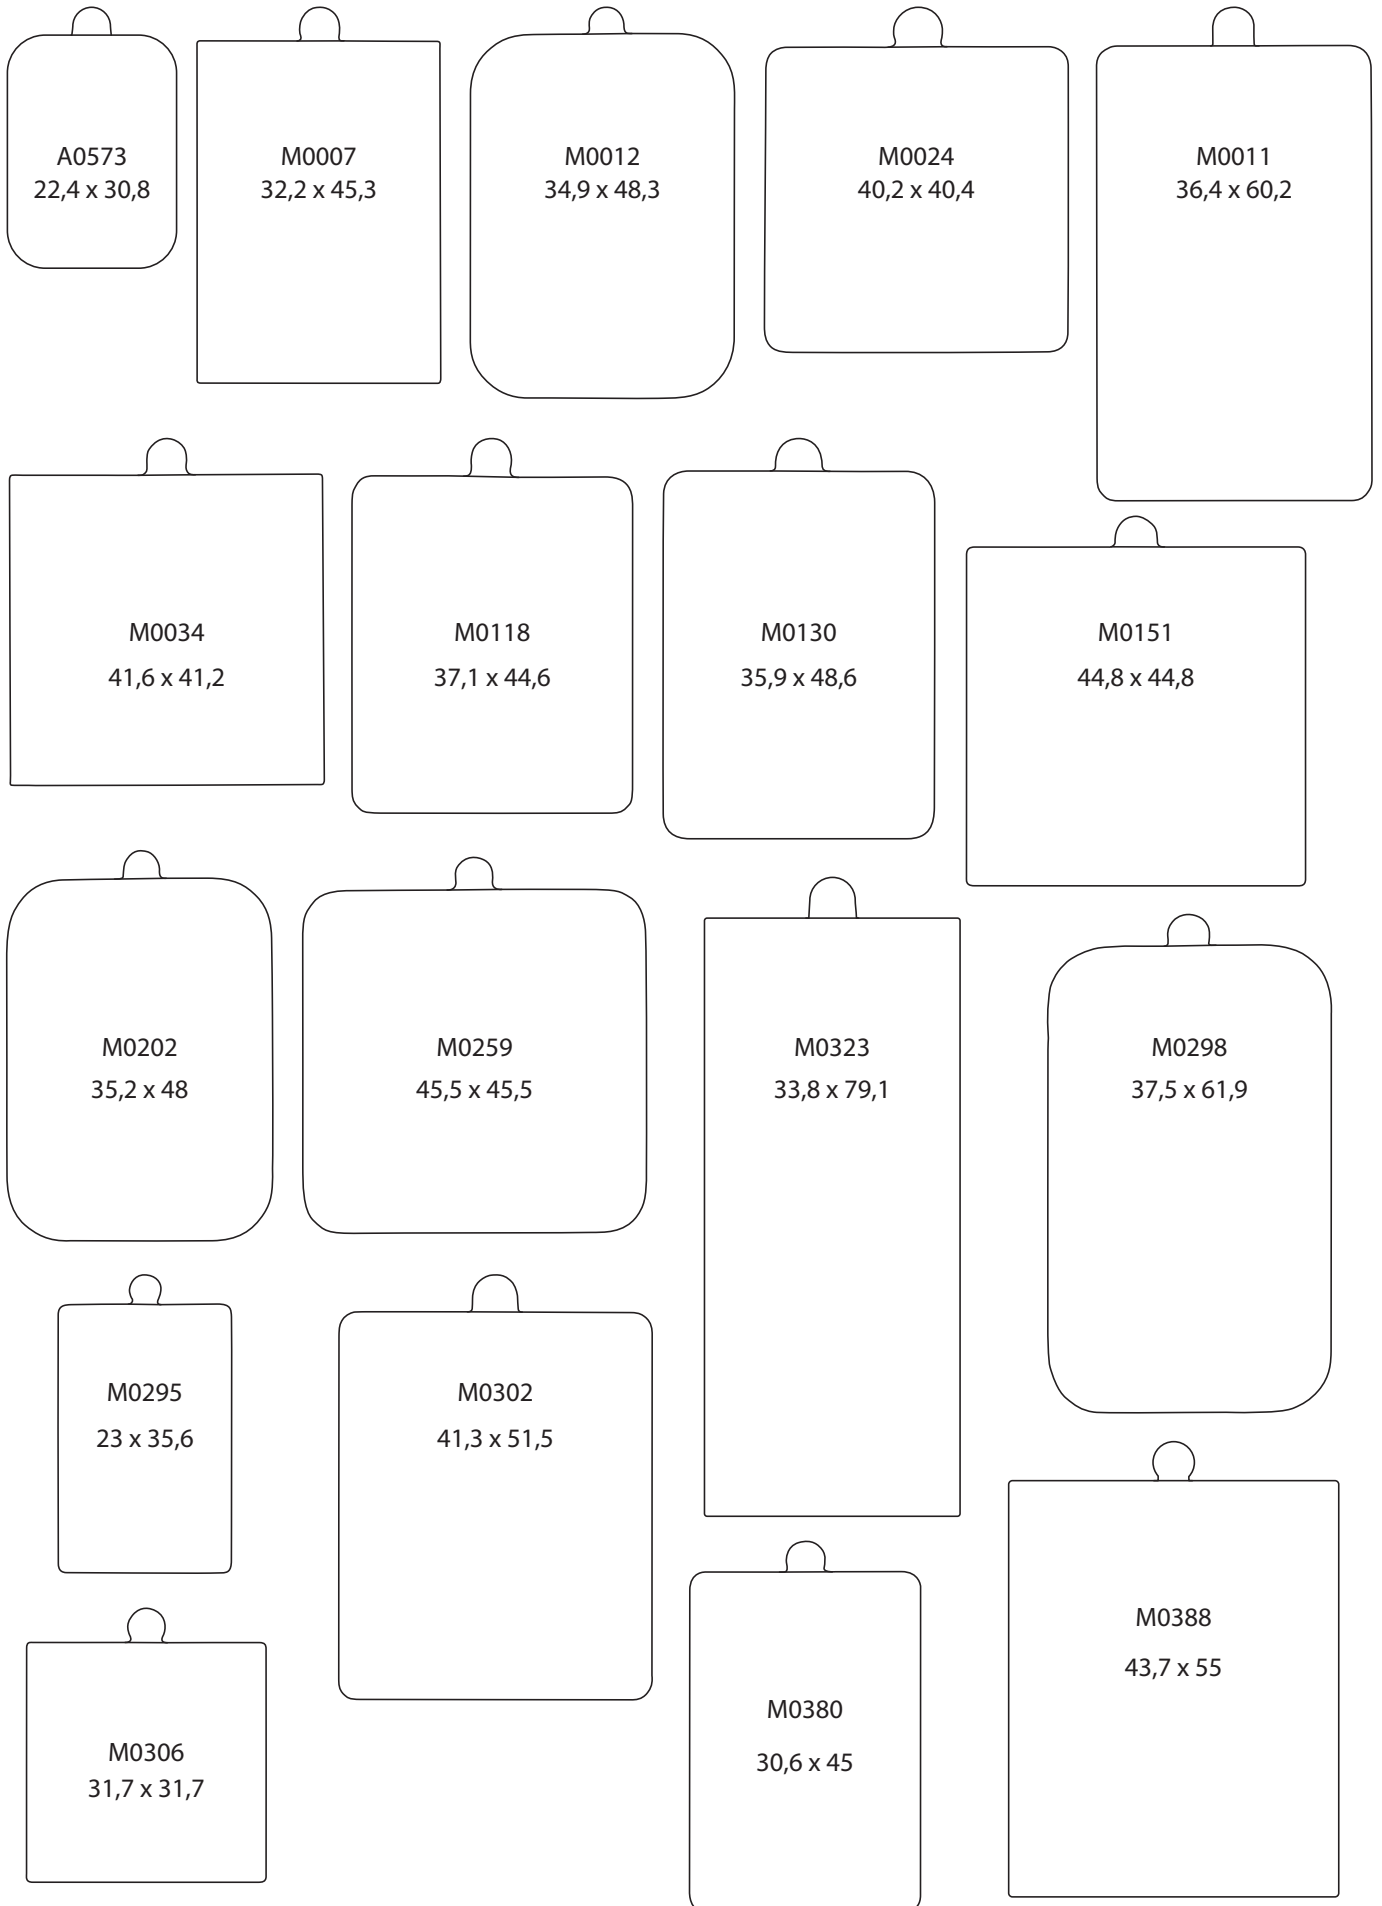 A0573
22,4 x 30,8
M0007
32,2 x 45,3
M0012
34,9 x 48,3
M0024
40,2 x 40,4
M0011
36,4 x 60,2
M0034
41,6 x 41,2
M0118
37,1 x 44,6
M0130
35,9 x 48,6
M0151
44,8 x 44,8
M0202
35,2 x 48
M0259
45,5 x 45,5
M0323
33,8 x 79,1
M0298
37,5 x 61,9
M0295
23 x 35,6
M0302
41,3 x 51,5
M0388
43,7 x 55
M0380
30,6 x 45
M0306
31,7 x 31,7